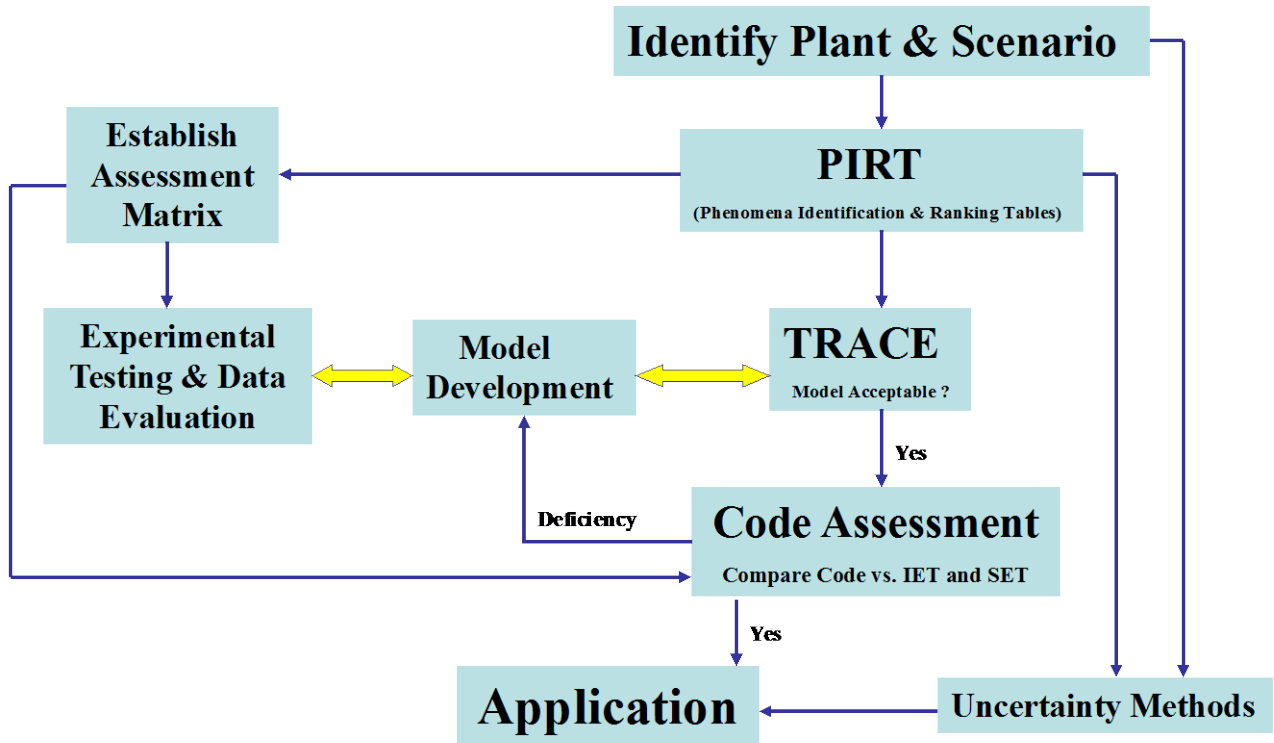 Identify Plant & Scenario
Establish
Assessment
Matrix
PIRT
(Phenomena Identification & Ranking Tables)
Experimental
Testing & Data
Evaluation
Model
Development
TRACE
Model Acceptable ?
Yes
Deficiency
Code Assessment
Compare Code vs. IET and SET
Yes
Application
Uncertainty Methods